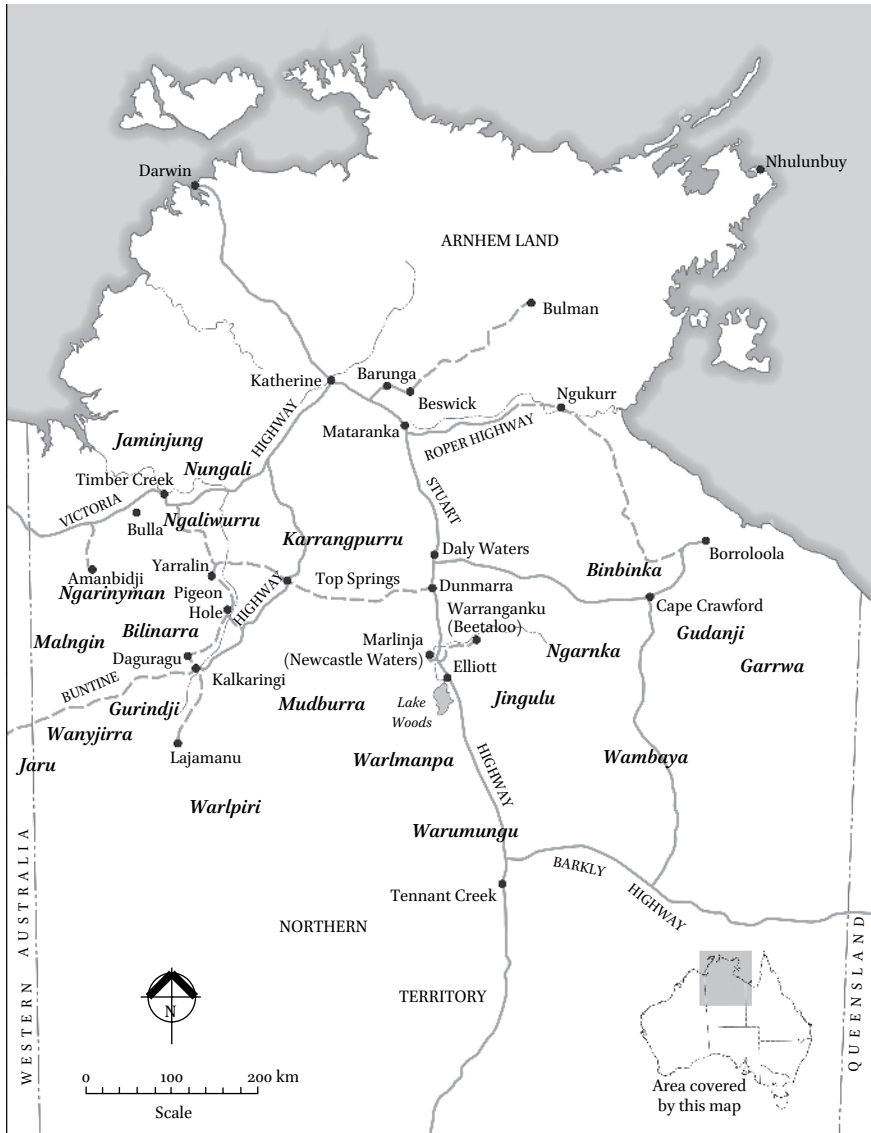 Darwin
Nhulunbuy
ARNHEM LAND
Bulman
Katherine
Barunga
Beswick
Ngukurr
Mataranka
ROPER HIGHWAY
HIGHWAY
Jaminjung
Nungali
Timber Creek
VICTORIA
STUART
Bulla
Ngaliwurru
Karrangpurru
Daly Waters
Borroloola
Yarralin
Top Springs
Binbinka
Amanbidji
Dunmarra
Ngarinyman
Pigeon
Hole
HIGHWAY
Cape Crawford
Warranganku
(Beetaloo)
Bilinarra
Malngin
Gudanji
Marlinja
(Newcastle Waters)
Ngarnka
Daguragu
Garrwa
Elliott
Kalkaringi
BUNTINE
Gurindji
Mudburra
Lake
Woods
Jingulu
Wanyjirra
Jaru
Lajamanu
Warlmanpa
HIGHWAY
Wambaya
Warlpiri
Warumungu
BARKLY
HIGHWAY
Tennant Creek
NORTHERN
TERRITORY
WESTERN AUSTRALIA
QUEENSLAND
N
0 100 200 km
Scale
Area covered
by this map